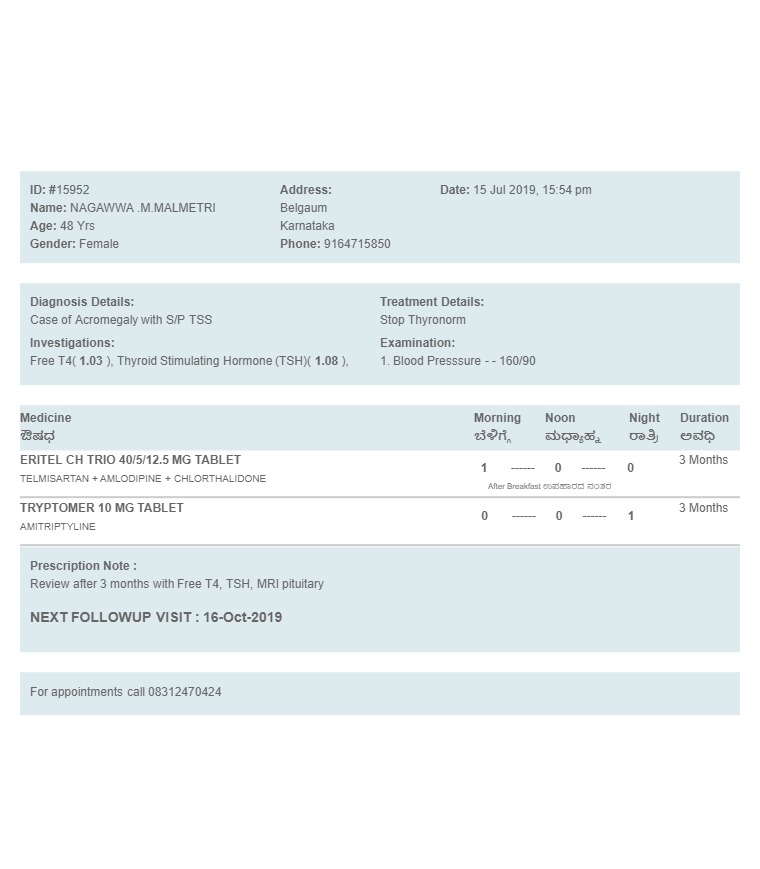 ID: #15952
Name: NAGAWWA .M.MALMETRI
Age: 48 Yrs
Gender: Female
Address:
Belgaum
Karnataka
Phone: 9164715850
Date: 15 Jul 2019, 15:54 pm
Diagnosis Details:
Case of Acromegaly with S/P TSS
Investigations:
Free T4( 1.03 ), Thyroid Stimulating Hormone (TSH)( 1.08 ),
Treatment Details:
Stop Thyronorm
Examination:
1. Blood Presssure - - 160/90
Medicine Morning Noon Night Duration
ಔಷಧ ಬೆಳಿಗ್ಗೆ ಮಧ್ಯಾಹ್ನ ರಾತ್ರಿ ಅವಧಿ
ERITEL CH TRIO 40/5/12.5 MG TABLET 3 Months
1 ------ 0 ------ 0
TELMISARTAN + AMLODIPINE + CHLORTHALIDONE
After Breakfast ಉಪಹಾರದ ನಂತರ
TRYPTOMER 10 MG TABLET 3 Months
0 ------ 0 ------ 1
AMITRIPTYLINE
Prescription Note :
Review after 3 months with Free T4, TSH, MRI pituitary
NEXT FOLLOWUP VISIT : 16-Oct-2019
For appointments call 08312470424